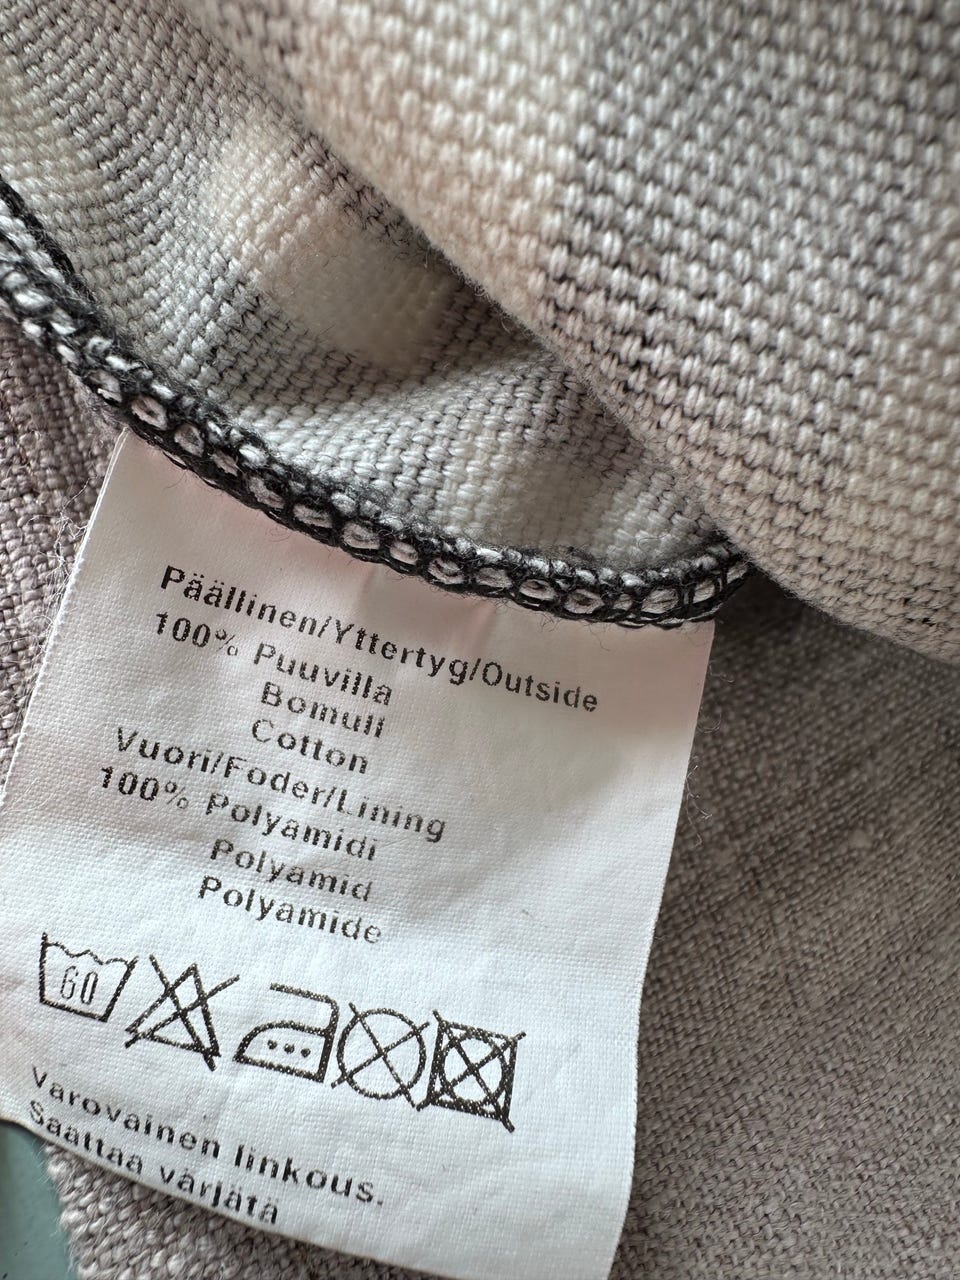 Päällinen/Yttertyg/Outside
100% Puuvilla
Bomull
Cotton
Vuori/Foder/Lining
100% Polyamidi
Polyamid
Polyamide
60
Varovainen linkous.
Saattaa värjätä